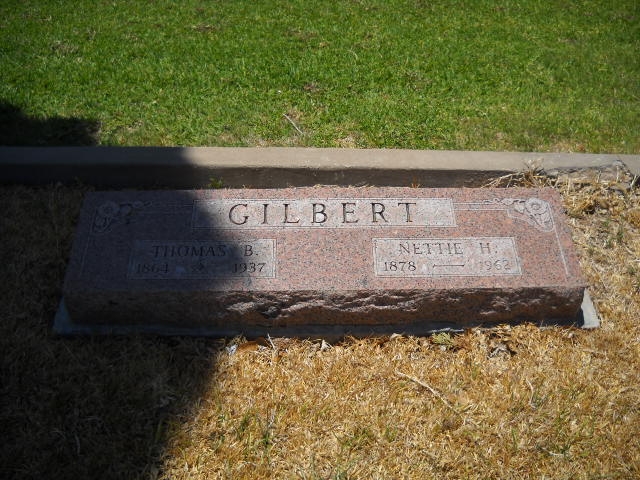 GILBERT
THOMAS B.
1864 1937
NETTIE H.
1878 — 1962